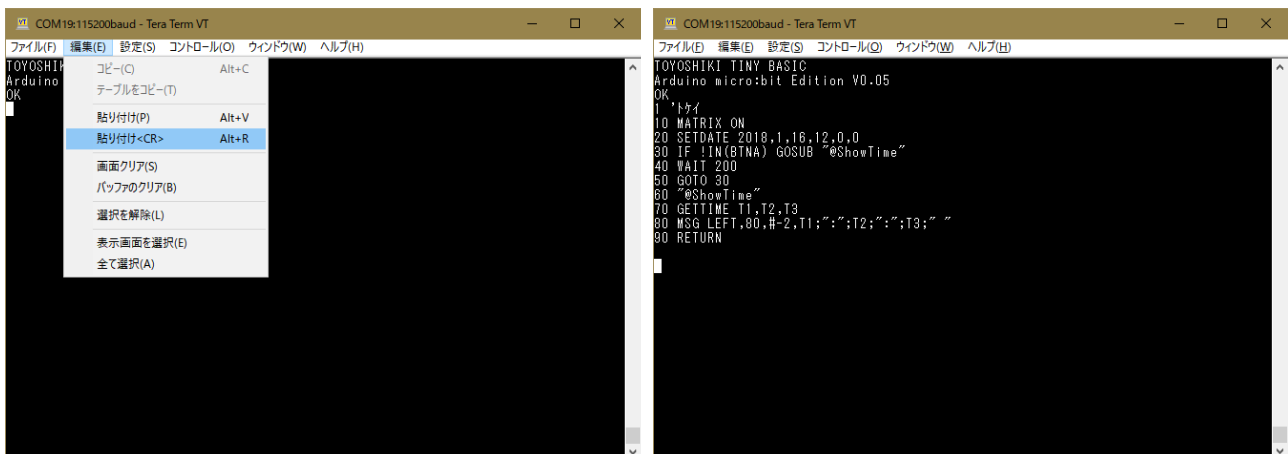 COM19:115200baud - Tera Term VT
ファイル(F) 編集(E) 設定(S) コントロール(O) ウィンドウ(W) ヘルプ(H)
TOYOSHIK
Arduino
OK
コピー(C) Alt+C
テーブルをコピー(T)
貼り付け(P) Alt+V
貼り付け<CR> Alt+R
画面クリア(S)
バッファのクリア(B)
選択を解除(L)
表示画面を選択(E)
全て選択(A)
COM19:115200baud - Tera Term VT
ファイル(F) 編集(E) 設定(S) コントロール(O) ウィンドウ(W) ヘルプ(H)
TOYOSHIKI TINY BASIC
Arduino micro:bit Edition V0.05
OK
1 'ﾄｹｲ
10 MATRIX ON
20 SETDATE 2018,1,16,12,0,0
30 IF !IN(BTNA) GOSUB "@ShowTime"
40 WAIT 200
50 GOTO 30
60 "@ShowTime"
70 GETTIME T1,T2,T3
80 MSG LEFT,80,#-2,T1;":";T2;":";T3;" "
90 RETURN